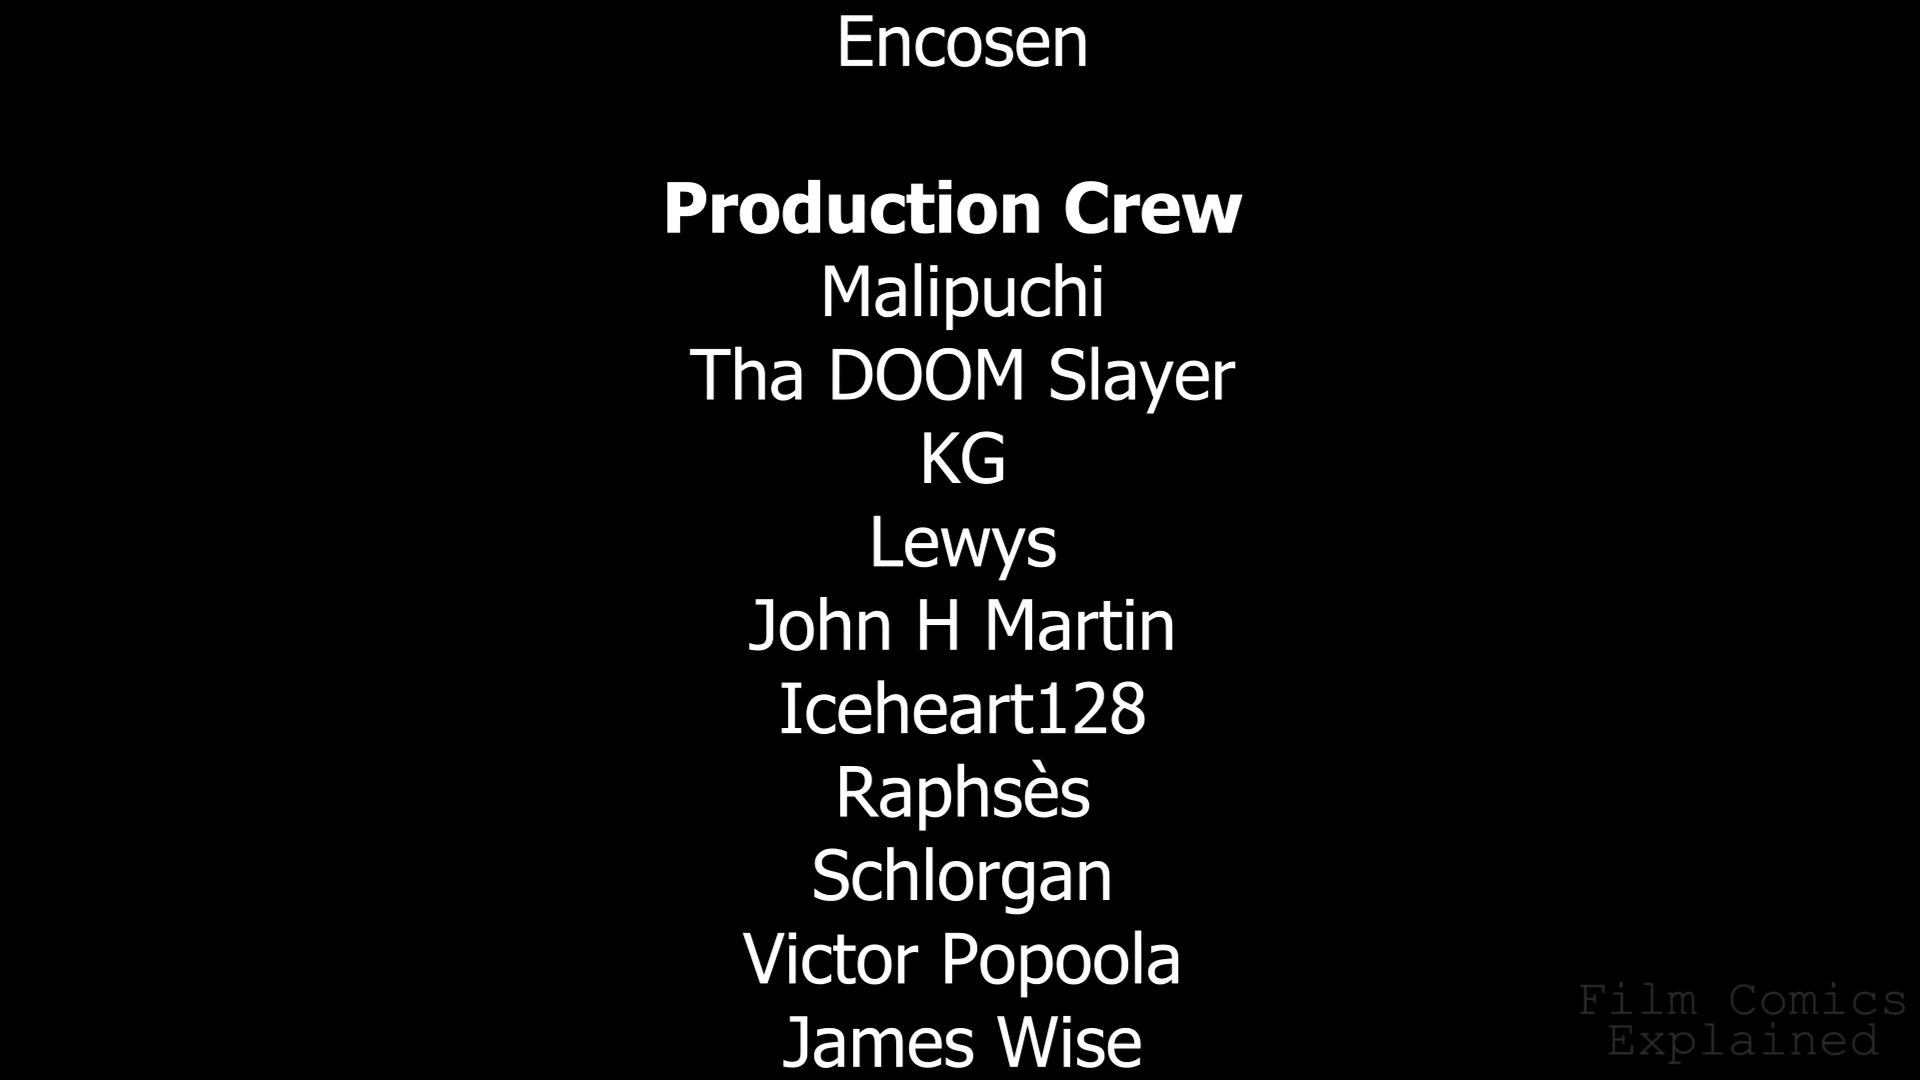 Encosen
Production Crew
Malipuchi
Tha DOOM Slayer
KG
Lewys
John H Martin
Iceheart128
Raphsès
Schlorgan
Victor Popoola
James Wise
Film Comics
Explained